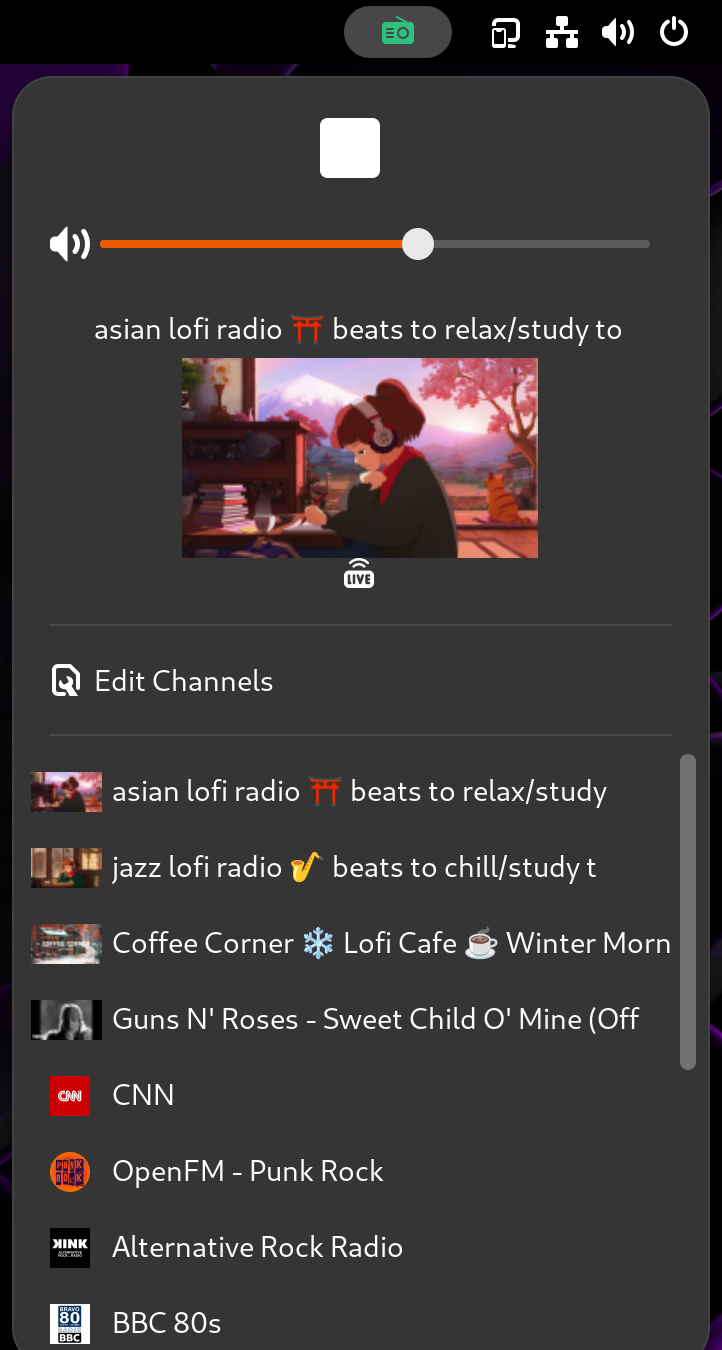 asian lofi radio ⛩️ beats to relax/study to
LIVE
Edit Channels
asian lofi radio ⛩️ beats to relax/study
jazz lofi radio 🎷 beats to chill/study t
COFFEE CORNER
Coffee Corner ❄️ Lofi Cafe ☕ Winter Morn
Guns N' Roses - Sweet Child O' Mine (Off
CNN
CNN
PUNK
ROCK
OpenFM - Punk Rock
KINK
Alternative Rock Radio
BRAVO
80
BBC
BBC 80s